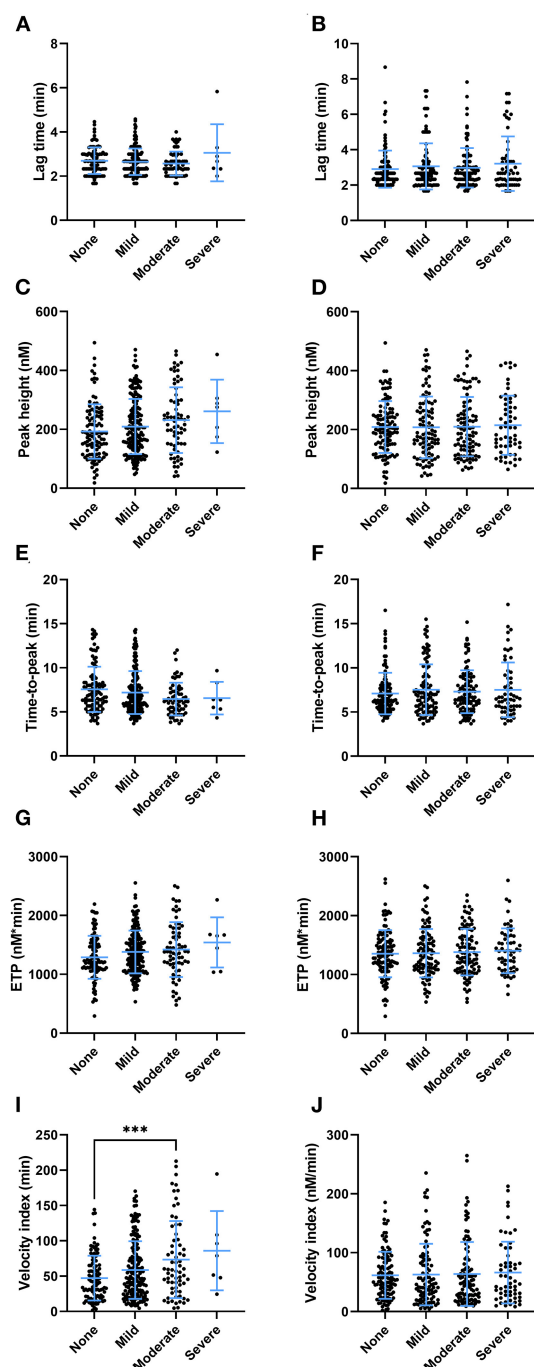 A
Lag time (min)
8
6
4
2
0
None
Mild
Moderate
Severe
B
Lag time (min)
10
8
6
4
2
0
None
Mild
Moderate
Severe
C
Peak height (nM)
600
400
200
0
None
Mild
Moderate
Severe
D
Peak height (nM)
600
400
200
0
None
Mild
Moderate
Severe
E
Time-to-peak (min)
20
15
10
5
0
None
Mild
Moderate
Severe
F
Time-to-peak (min)
20
15
10
5
0
None
Mild
Moderate
Severe
G
ETP (nM*min)
3000
2000
1000
0
None
Mild
Moderate
Severe
H
ETP (nM*min)
3000
2000
1000
0
None
Mild
Moderate
Severe
I
Velocity index (min)
250
200
150
100
50
0
***
None
Mild
Moderate
Severe
J
Velocity index (nM/min)
300
200
100
0
None
Mild
Moderate
Severe